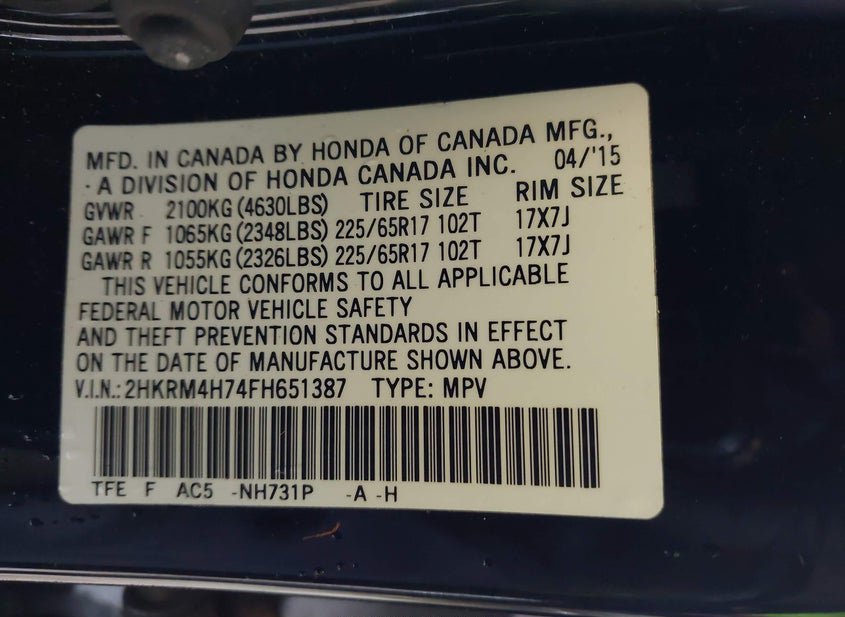 MFD. IN CANADA BY HONDA OF CANADA MFG.,
- A DIVISION OF HONDA CANADA INC. 04/'15
GVWR 2100KG (4630LBS) TIRE SIZE RIM SIZE
GAWR F 1065KG (2348LBS) 225/65R17 102T 17X7J
GAWR R 1055KG (2326LBS) 225/65R17 102T 17X7J
THIS VEHICLE CONFORMS TO ALL APPLICABLE
FEDERAL MOTOR VEHICLE SAFETY
AND THEFT PREVENTION STANDARDS IN EFFECT
ON THE DATE OF MANUFACTURE SHOWN ABOVE.
V.I.N.: 2HKRM4H74FH651387 TYPE: MPV
TFE F AC5 -NH731P -A -H